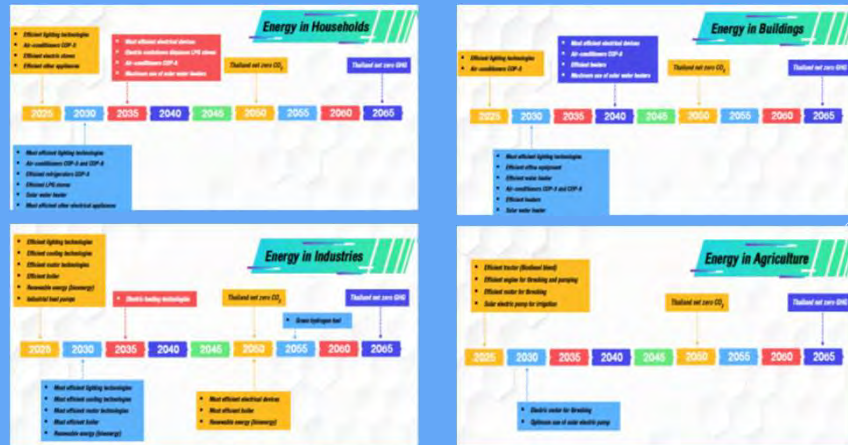 Energy in Households
Efficient lighting technologies
Air-conditioners COP-5
Efficient electric stoves
Efficient other appliances
Most efficient electrical devices
Electric cookstoves displaces LPG stoves
Air-conditioners COP-6
Maximum use of solar water heaters
Thailand net zero CO2
Thailand net zero GHG
2025 2030 2035 2040 2045 2050 2055 2060 2065
Most efficient lighting technologies
Air-conditioners COP-5 and COP-6
Efficient refrigerators COP-3
Efficient LPG stoves
Solar water heater
Most efficient other electrical appliances
Energy in Buildings
Efficient lighting technologies
Air-conditioners COP-5
Most efficient electrical devices
Air-conditioners COP-6
Efficient heaters
Maximum use of solar water heaters
Thailand net zero CO2
Thailand net zero GHG
2025 2030 2035 2040 2045 2050 2055 2060 2065
Most efficient lighting technologies
Efficient office equipment
Efficient water heater
Air-conditioners COP-5 and COP-6
Efficient heaters
Solar water heater
Energy in Industries
Efficient lighting technologies
Efficient cooling technologies
Efficient motor technologies
Efficient boiler
Renewable energy (bioenergy)
Industrial heat pumps
Electric heating technologies
Thailand net zero CO2
Green hydrogen fuel
Thailand net zero GHG
2025 2030 2035 2040 2045 2050 2055 2060 2065
Most efficient lighting technologies
Most efficient cooling technologies
Most efficient motor technologies
Most efficient boiler
Renewable energy (bioenergy)
Most efficient electrical devices
Most efficient boiler
Renewable energy (bioenergy)
Energy in Agriculture
Efficient tractor (Biodiesel blend)
Efficient engine for threshing and pumping
Efficient motor for threshing
Solar electric pump for irrigation
Thailand net zero CO2
Thailand net zero GHG
2025 2030 2035 2040 2045 2050 2055 2060 2065
Electric motor for threshing
Optimum use of solar electric pump